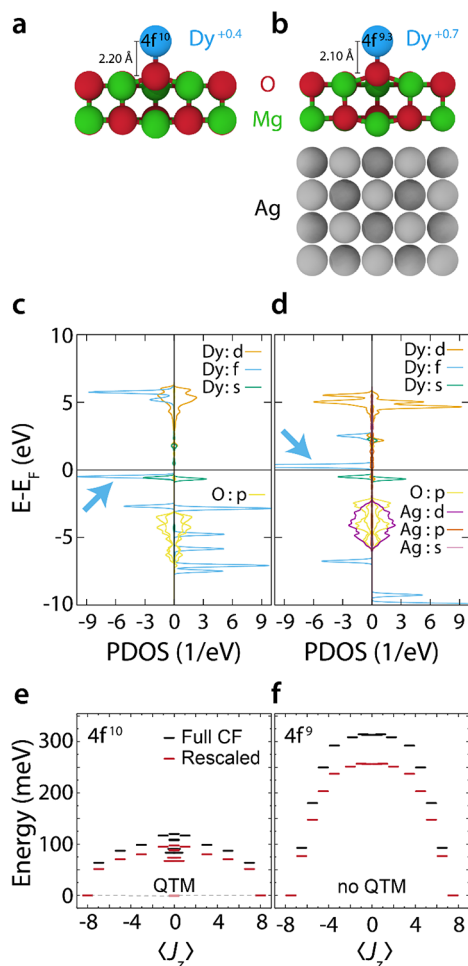 a
b
4f10
Dy+0.4
4f9.3
Dy+0.7
2.20 Å
2.10 Å
O
Mg
Ag
c
d
10
5
0
-5
-10
E-EF (eV)
Dy: d
Dy: f
Dy: s
O : p
Dy: d
Dy: f
Dy: s
O : p
Ag : d
Ag : p
Ag : s
-9 -6 -3 0 3 6 9
-9 -6 -3 0 3 6 9
PDOS (1/eV)
PDOS (1/eV)
e
f
300
200
100
0
Energy (meV)
4f10
Full CF
Rescaled
QTM
4f9
no QTM
-8 -4 0 4 8
-8 -4 0 4 8
⟨Jz⟩
⟨Jz⟩